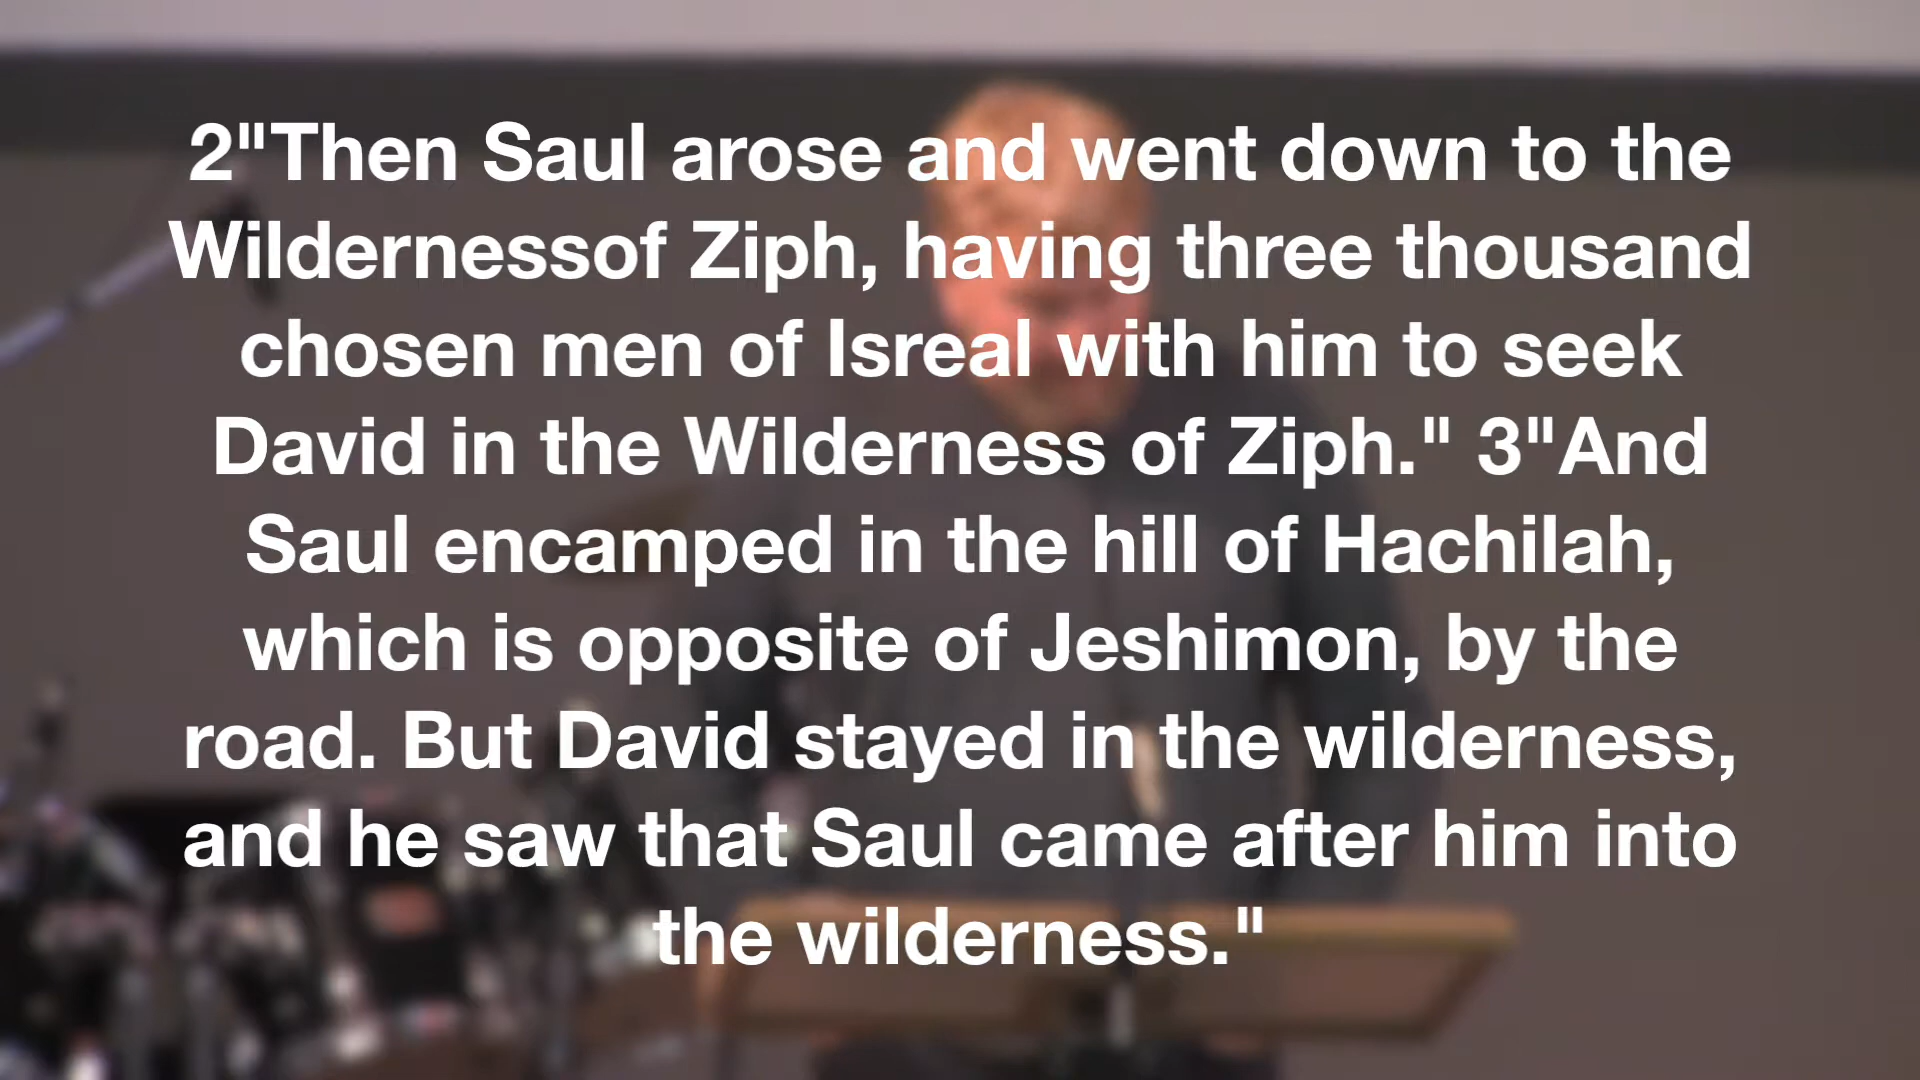 2"Then Saul arose and went down to the
Wildernessof Ziph, having three thousand
chosen men of Isreal with him to seek
David in the Wilderness of Ziph." 3"And
Saul encamped in the hill of Hachilah,
which is opposite of Jeshimon, by the
road. But David stayed in the wilderness,
and he saw that Saul came after him into
the wilderness."